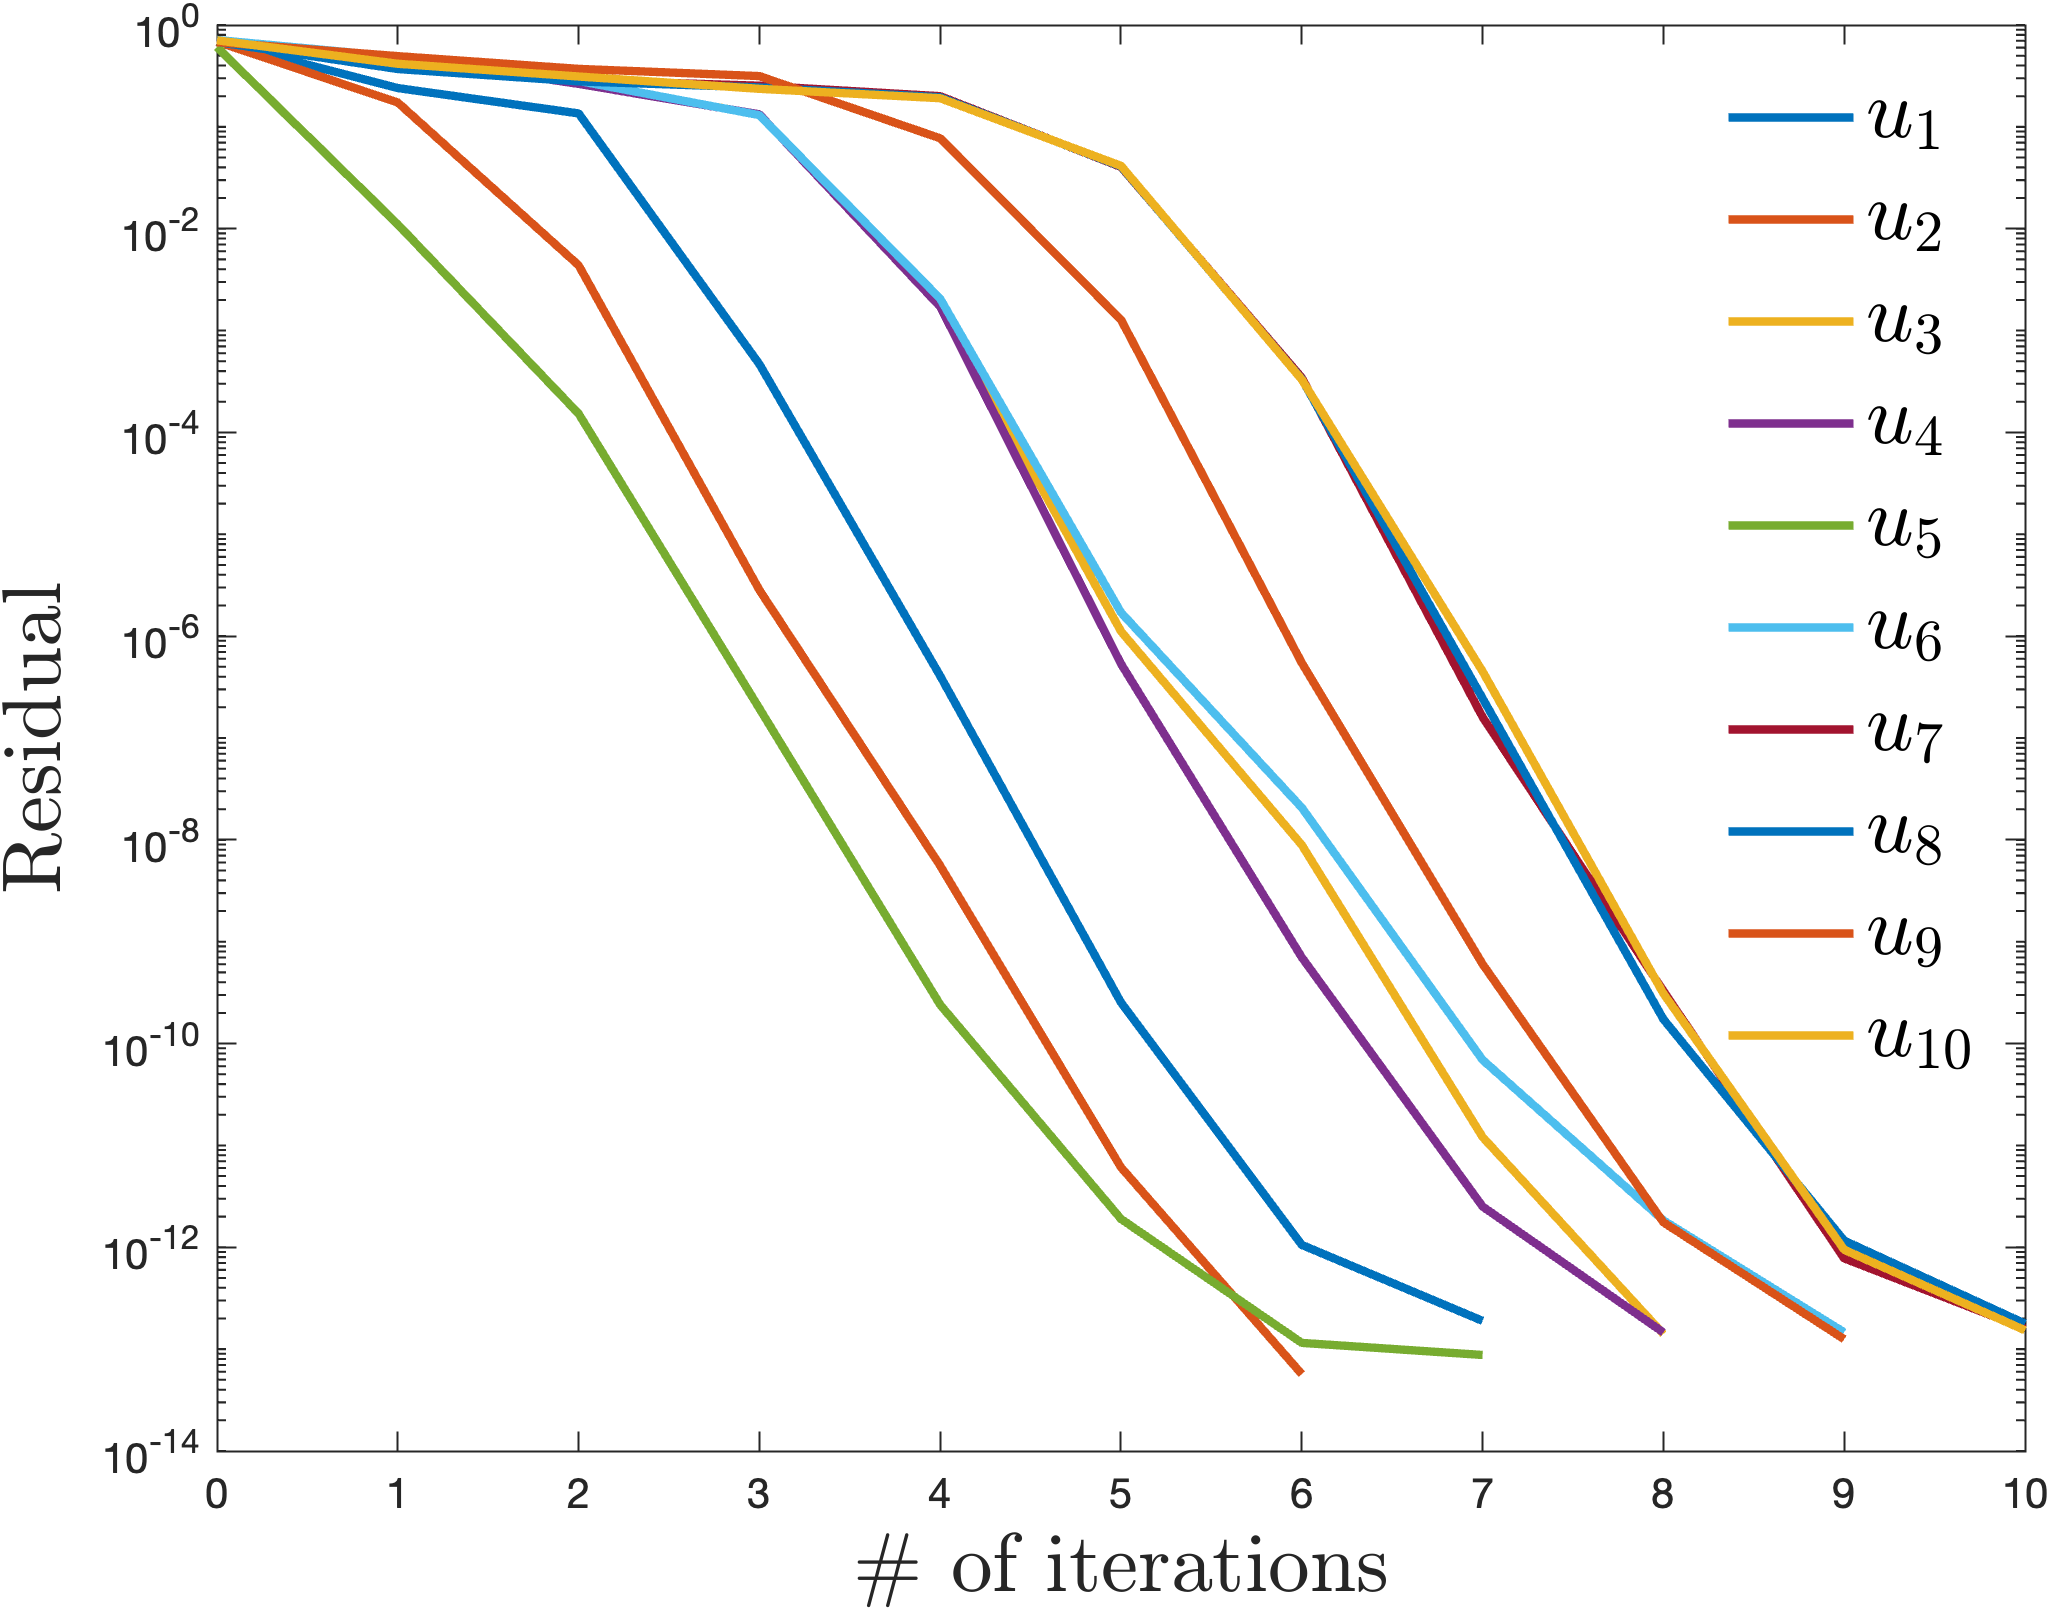 10^0
10^-2
10^-4
10^-6
10^-8
10^-10
10^-12
10^-14
Residual
0 1 2 3 4 5 6 7 8 9 10
# of iterations
u_1
u_2
u_3
u_4
u_5
u_6
u_7
u_8
u_9
u_10